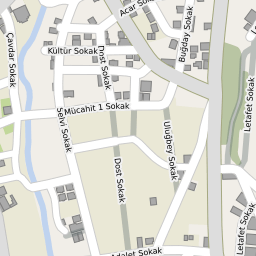 Acar Sokak
Çavdar Sokak
Kültür Sokak
Dost Sokak
Buğday Sokak
Mücahit 1 Sokak
Selvi Sokak
Letafet Sokak
Uluğbey Sokak
Dost Sokak
Letafet Sokak
Adalet Sokak